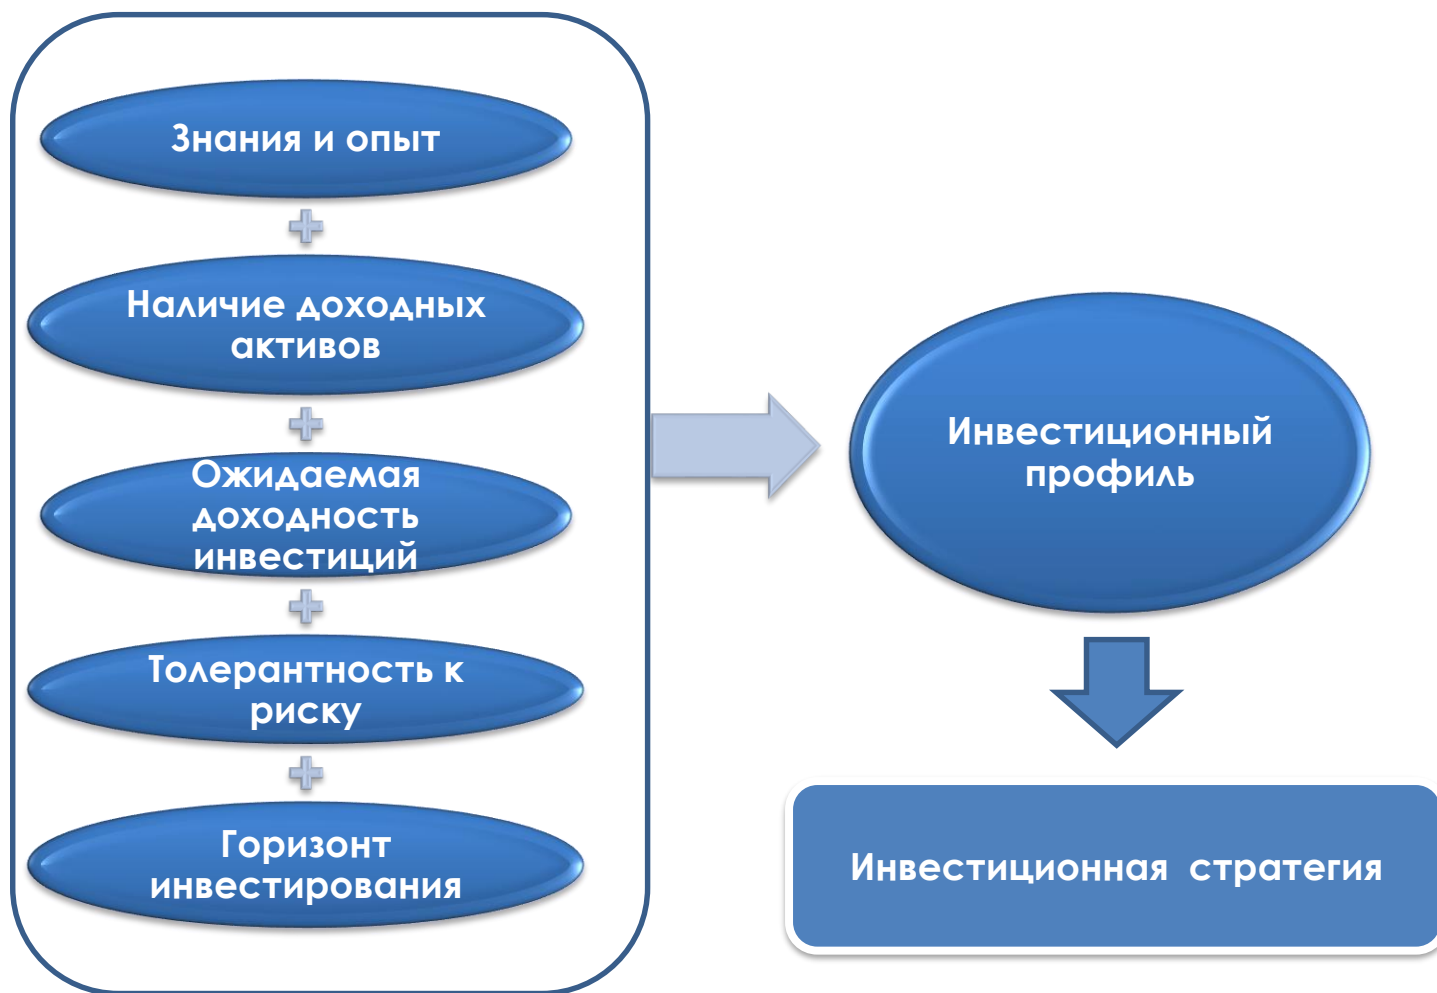 Знания и опыт
Наличие доходных
активов
Ожидаемая
доходность
инвестиций
Толерантность к
риску
Горизонт
инвестирования
Инвестиционный
профиль
Инвестиционная стратегия